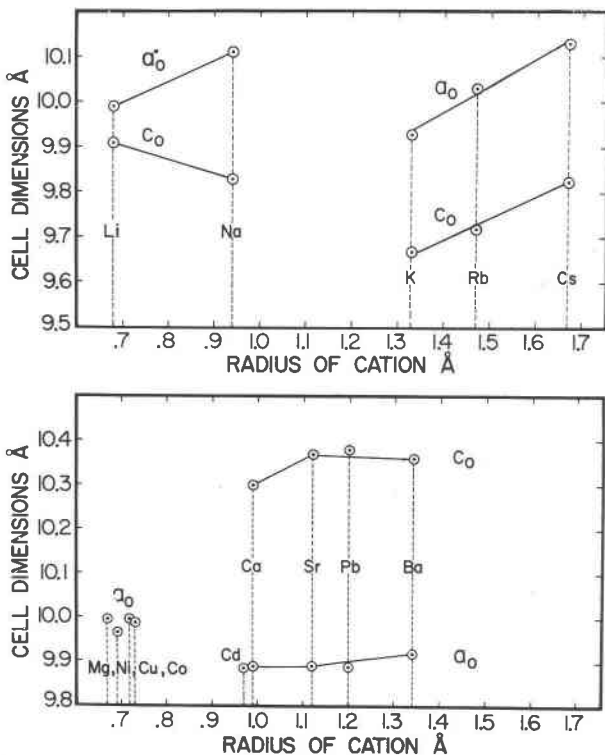 CELL DIMENSIONS Å
10.1
10.0
9.9
9.8
9.7
9.6
9.5
a₀
C₀
Li
Na
a₀
C₀
K
Rb
Cs
.7 .8 .9 1.0 1.1 1.2 1.3 1.4 1.5 1.6 1.7
RADIUS OF CATION Å
CELL DIMENSIONS Å
10.4
10.3
10.2
10.1
10.0
9.9
9.8
C₀
Ca
Sr
Pb
Ba
a₀
Mg, Ni, Cu, Co
Cd
a₀
.7 .8 .9 1.0 1.1 1.2 1.3 1.4 1.5 1.6 1.7
RADIUS OF CATION Å